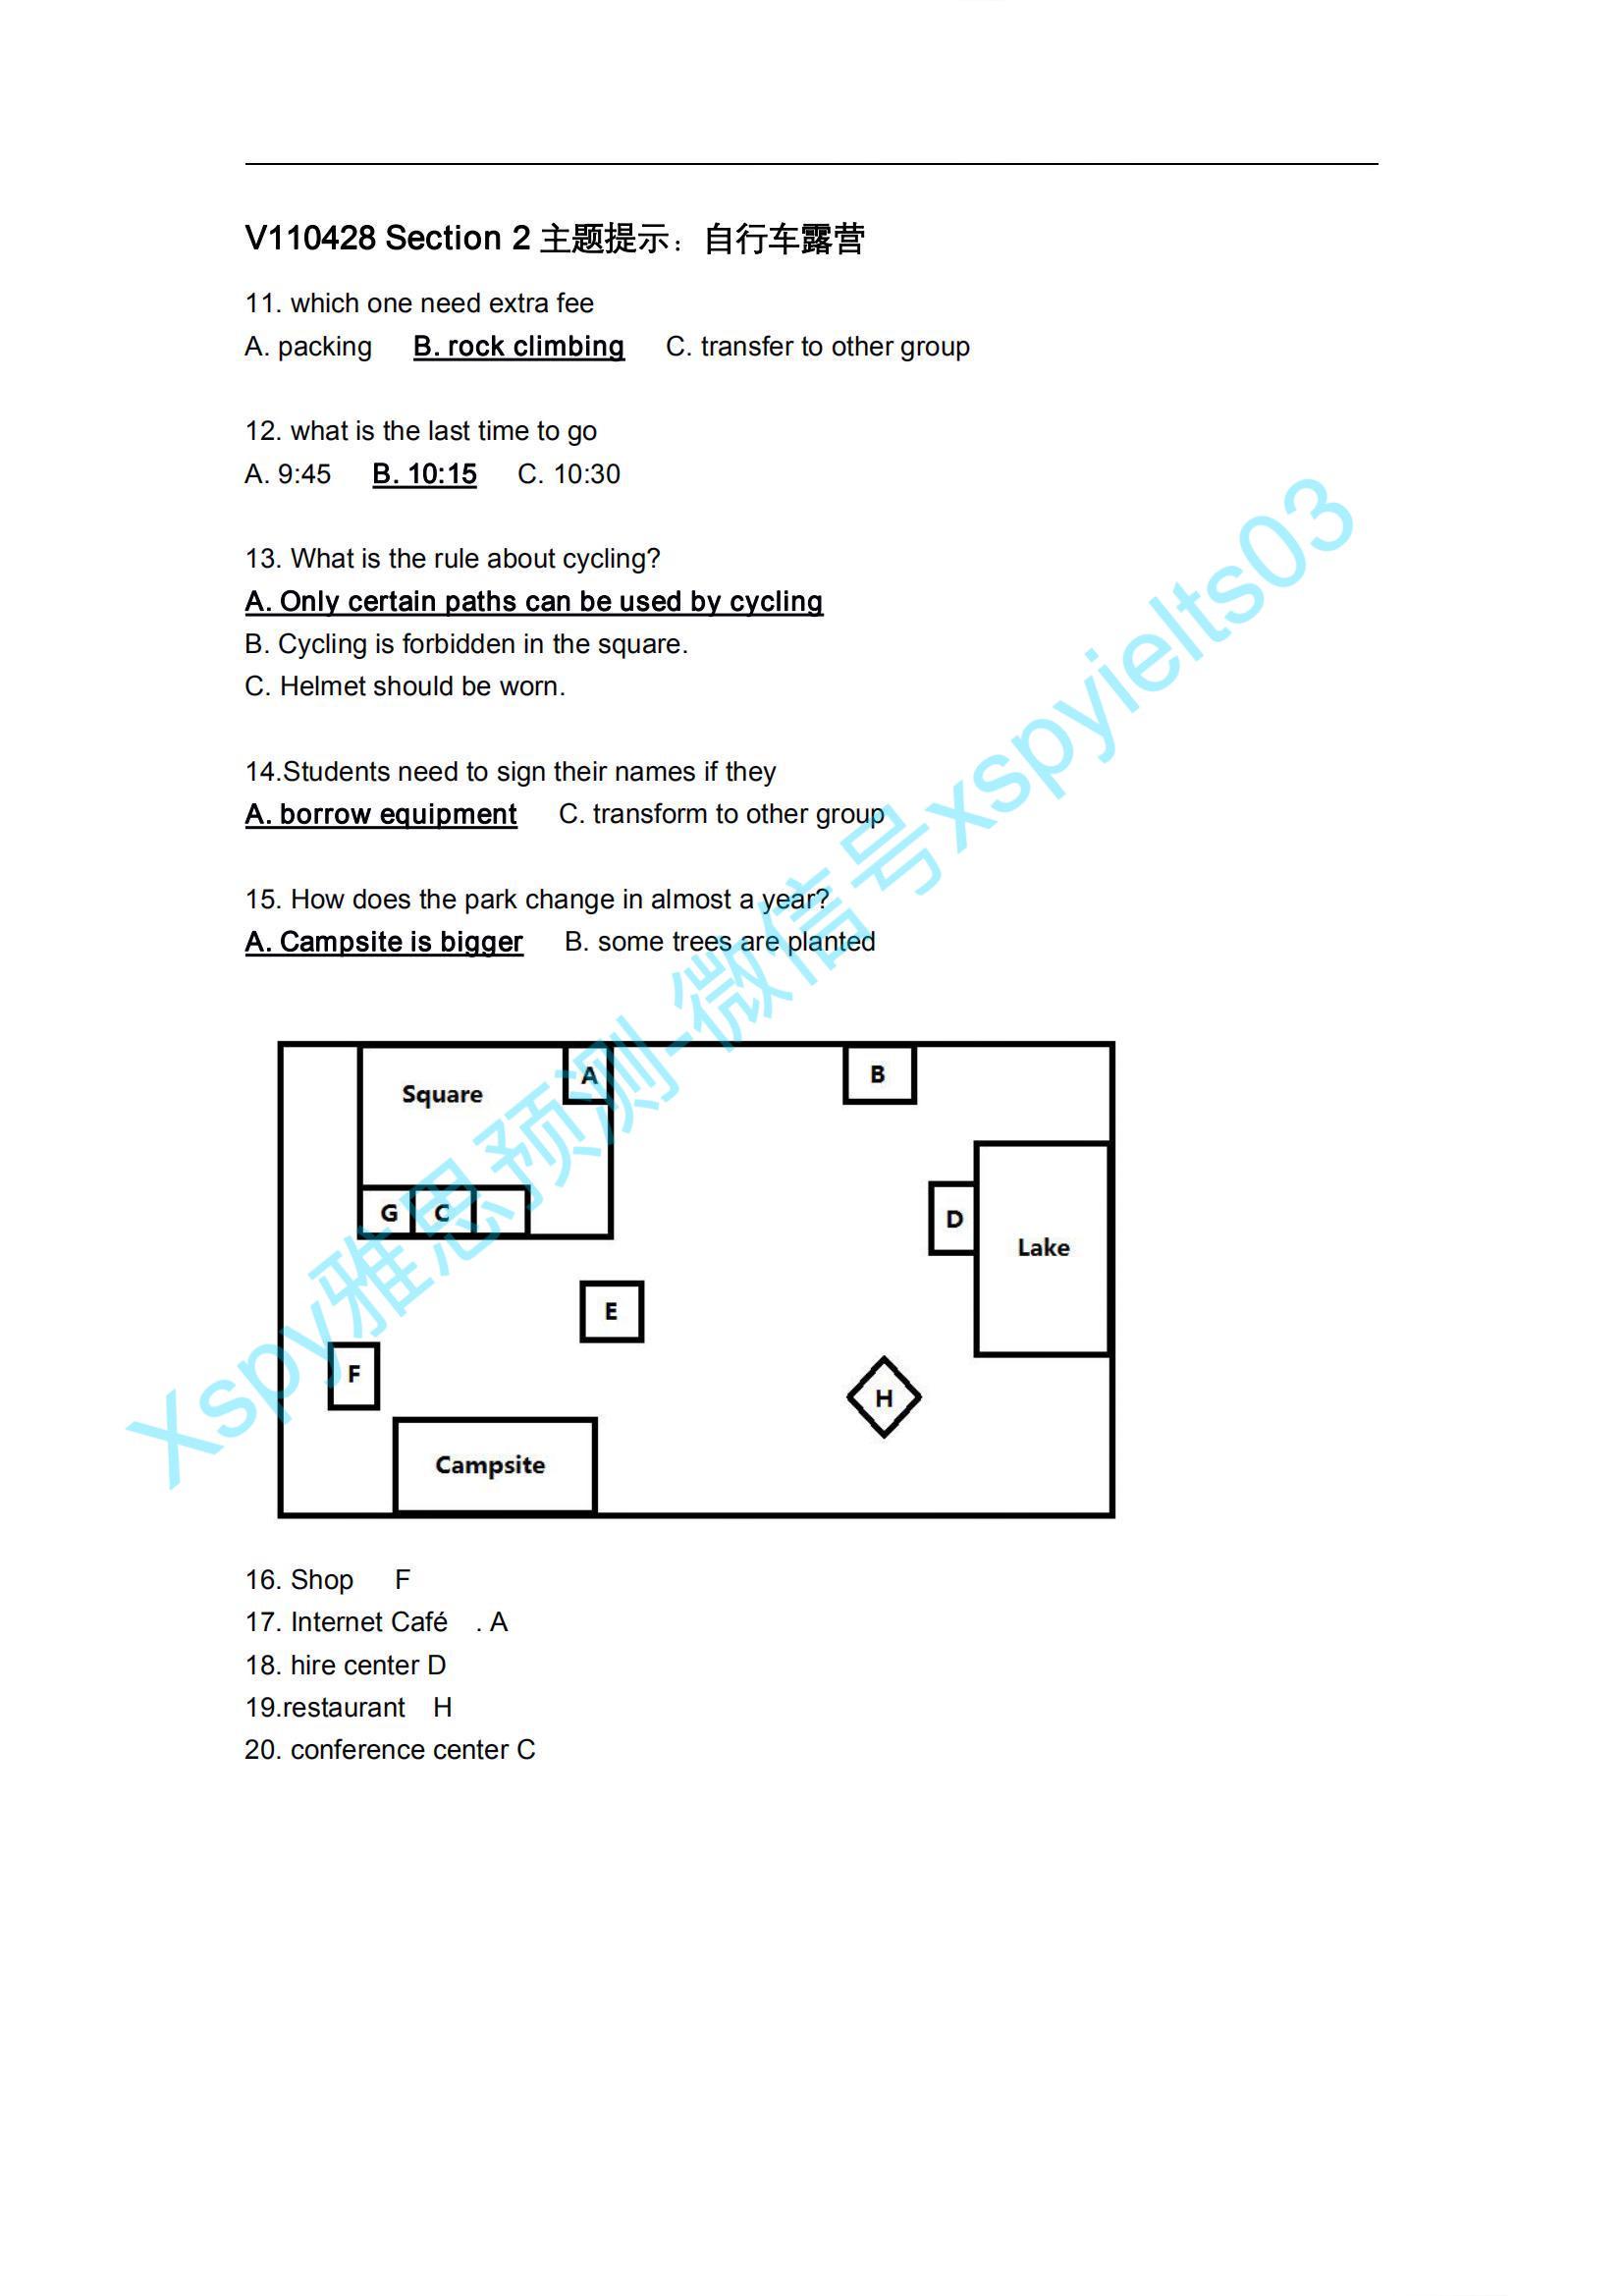 V110428 Section 2 主题提示：自行车露营
11. which one need extra fee
A. packing B. rock climbing C. transfer to other group
12. what is the last time to go
A. 9:45 B. 10:15 C. 10:30
13. What is the rule about cycling?
A. Only certain paths can be used by cycling
B. Cycling is forbidden in the square.
C. Helmet should be worn.
14.Students need to sign their names if they
A. borrow equipment C. transform to other group
15. How does the park change in almost a year?
A. Campsite is bigger B. some trees are planted
Square
A
B
G
C
D
Lake
E
F
H
Campsite
16. Shop F
17. Internet Café . A
18. hire center D
19.restaurant H
20. conference center C
Xspy雅思预测-微信号xspyielts03